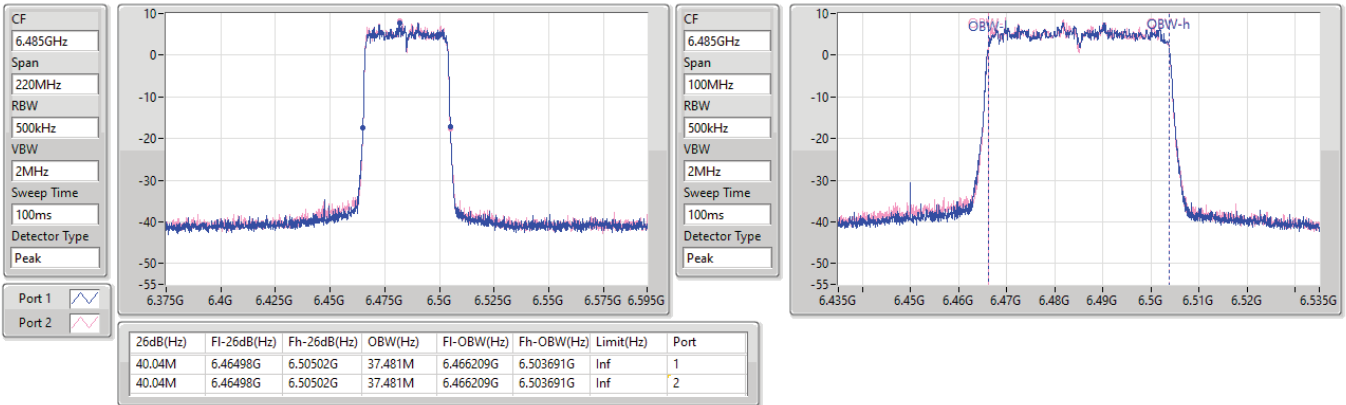 CF
6.485GHz
Span
220MHz
RBW
500kHz
VBW
2MHz
Sweep Time
100ms
Detector Type
Peak
Port 1
Port 2
10
0
-10
-20
-30
-40
-50
-55
6.375G 6.4G 6.425G 6.45G 6.475G 6.5G 6.525G 6.55G 6.575G 6.595G
CF
6.485GHz
Span
100MHz
RBW
500kHz
VBW
2MHz
Sweep Time
100ms
Detector Type
Peak
OBW-l OBW-h
10
0
-10
-20
-30
-40
-50
-55
6.435G 6.45G 6.46G 6.47G 6.48G 6.49G 6.5G 6.51G 6.52G 6.535G
26dB(Hz) Fl-26dB(Hz) Fh-26dB(Hz) OBW(Hz) Fl-OBW(Hz) Fh-OBW(Hz) Limit(Hz) Port
40.04M 6.46498G 6.50502G 37.481M 6.466209G 6.503691G Inf 1
40.04M 6.46498G 6.50502G 37.481M 6.466209G 6.503691G Inf 2